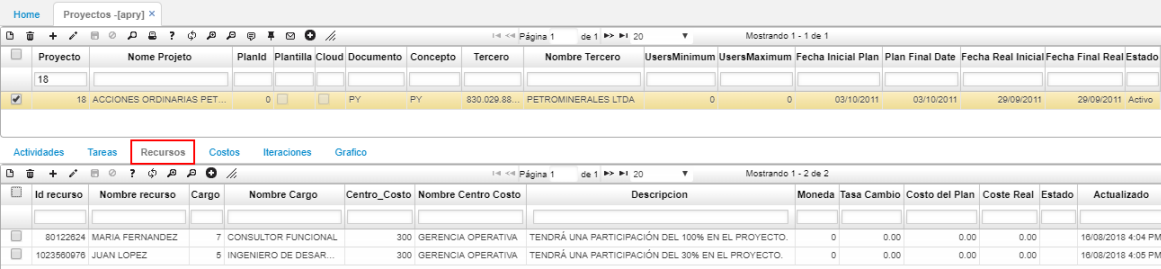 Home Proyectos -[apry] ×
Página 1 de 1 20 Mostrando 1 - 1 de 1
Proyecto Nome Projeto PlanId Plantilla Cloud Documento Concepto Tercero Nombre Tercero UsersMinimum UsersMaximum Fecha Inicial Plan Plan Final Date Fecha Real Inicial Fecha Final Real Estado
18
18 ACCIONES ORDINARIAS PET... 0 PY PY 830.029.88... PETROMINERALES LTDA 0 0 03/10/2011 03/10/2011 29/09/2011 29/09/2011 Activo
Actividades Tareas Recursos Costos Iteraciones Grafico
Página 1 de 1 20 Mostrando 1 - 2 de 2
Id recurso Nombre recurso Cargo Nombre Cargo Centro_Costo Nombre Centro Costo Descripcion Moneda Tasa Cambio Costo del Plan Coste Real Estado Actualizado
80122624 MARIA FERNANDEZ 7 CONSULTOR FUNCIONAL 300 GERENCIA OPERATIVA TENDRÁ UNA PARTICIPACIÓN DEL 100% EN EL PROYECTO. 0 0.00 0.00 0.00 16/08/2018 4:04 PM
1023560976 JUAN LOPEZ 5 INGENIERO DE DESAR... 300 GERENCIA OPERATIVA TENDRÁ UNA PARTICIPACIÓN DEL 30% EN EL PROYECTO. 0 0.00 0.00 0.00 16/08/2018 4:05 PM